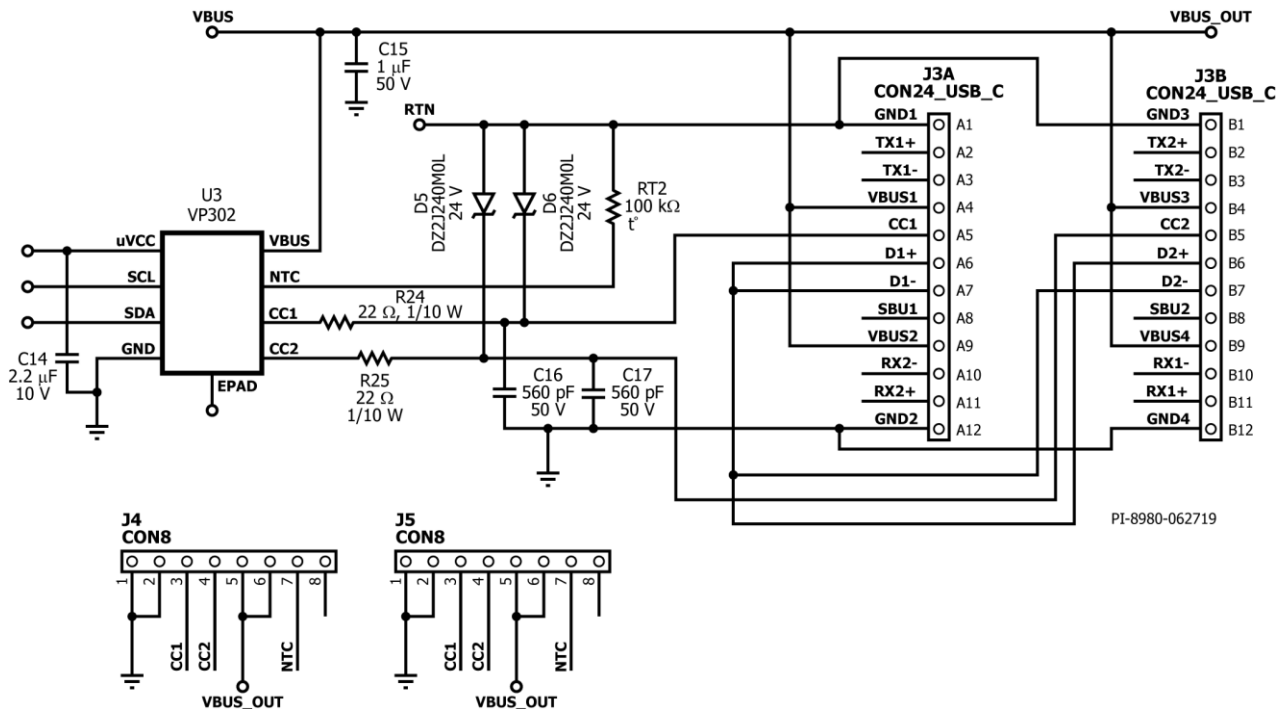 VBUS
VBUS_OUT
C15
1 μF
50 V
J3A
CON24_USB_C
J3B
CON24_USB_C
RTN
GND1
A1
GND3
B1
TX1+
A2
TX2+
B2
TX1-
A3
TX2-
B3
VBUS1
A4
VBUS3
B4
CC1
A5
CC2
B5
D1+
A6
D2+
B6
D1-
A7
D2-
B7
SBU1
A8
SBU2
B8
VBUS2
A9
VBUS4
B9
RX2-
A10
RX1-
B10
RX2+
A11
RX1+
B11
GND2
A12
GND4
B12
D5
DZ2J240M0L
24 V
D6
DZ2J240M0L
24 V
RT2
100 kΩ
t°
U3
VP302
uVCC
VBUS
SCL
NTC
SDA
CC1
GND
CC2
EPAD
R24
22 Ω, 1/10 W
R25
22 Ω
1/10 W
C14
2.2 μF
10 V
C16
560 pF
50 V
C17
560 pF
50 V
PI-8980-062719
J4
CON8
1
2
3
4
5
6
7
8
CC1
CC2
NTC
VBUS_OUT
J5
CON8
1
2
3
4
5
6
7
8
CC1
CC2
NTC
VBUS_OUT